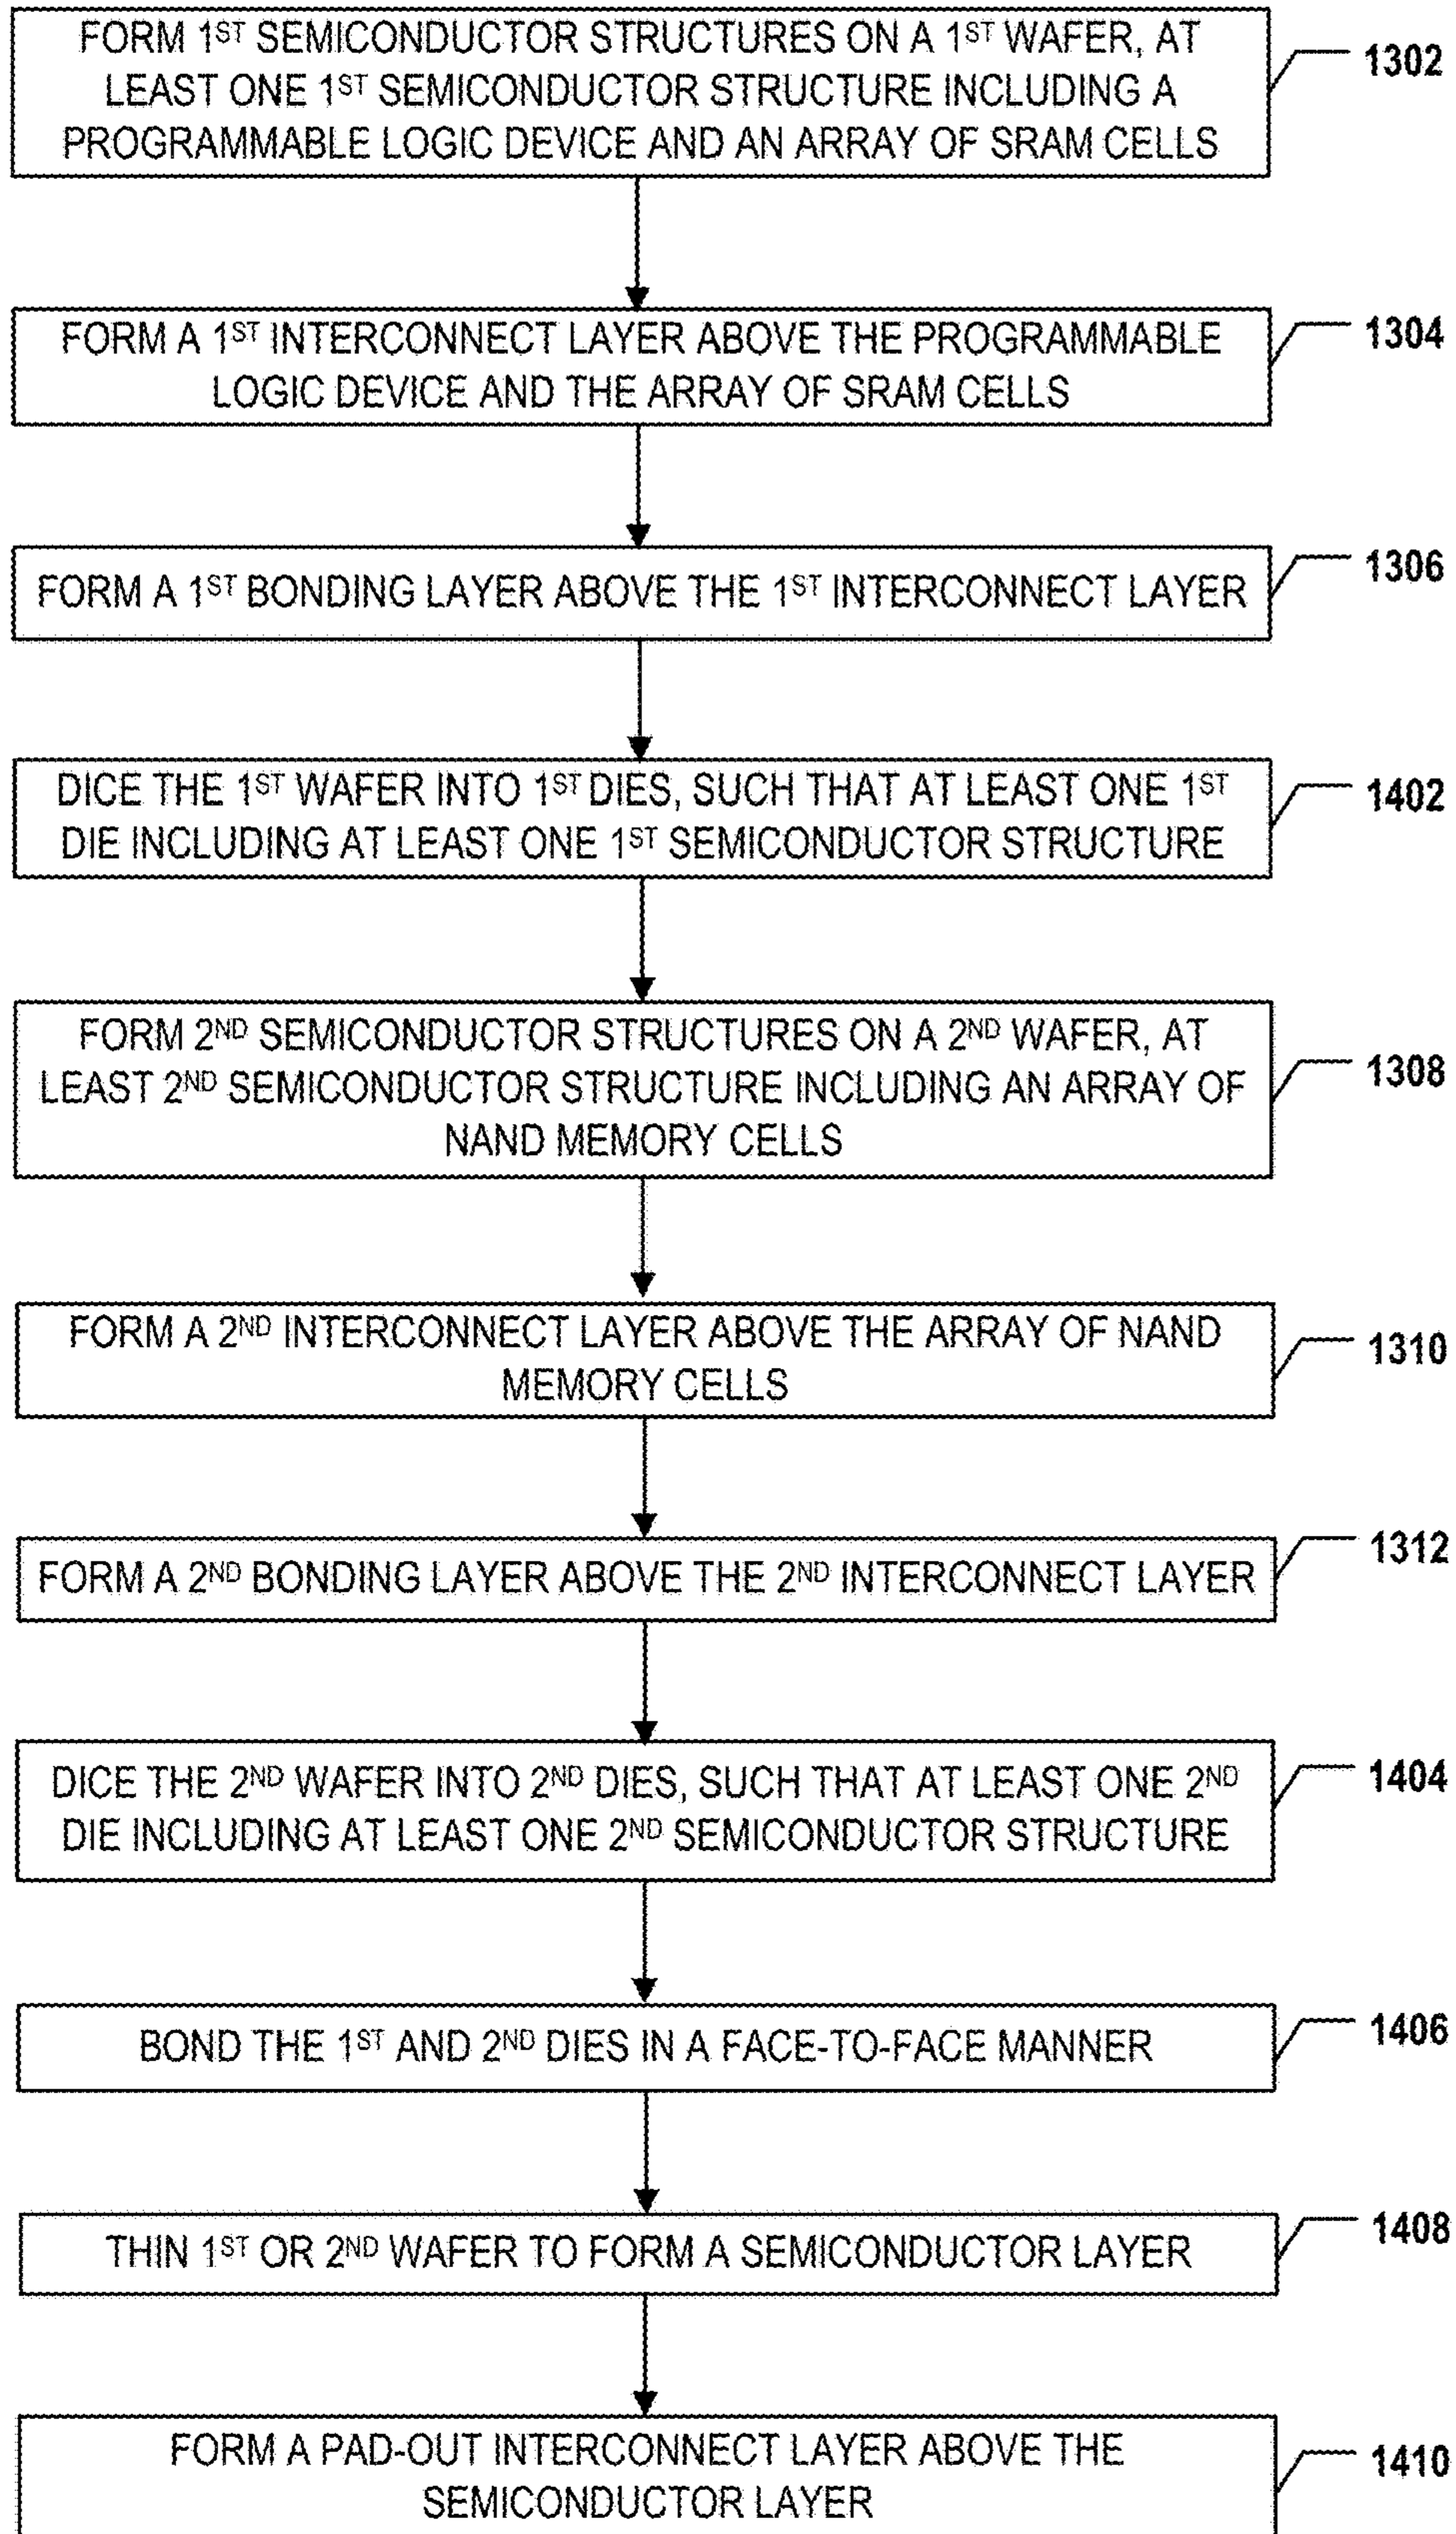 FORM 1ST SEMICONDUCTOR STRUCTURES ON A 1ST WAFER, AT
LEAST ONE 1ST SEMICONDUCTOR STRUCTURE INCLUDING A
PROGRAMMABLE LOGIC DEVICE AND AN ARRAY OF SRAM CELLS
1302
FORM A 1ST INTERCONNECT LAYER ABOVE THE PROGRAMMABLE
LOGIC DEVICE AND THE ARRAY OF SRAM CELLS
1304
FORM A 1ST BONDING LAYER ABOVE THE 1ST INTERCONNECT LAYER
1306
DICE THE 1ST WAFER INTO 1ST DIES, SUCH THAT AT LEAST ONE 1ST
DIE INCLUDING AT LEAST ONE 1ST SEMICONDUCTOR STRUCTURE
1402
FORM 2ND SEMICONDUCTOR STRUCTURES ON A 2ND WAFER, AT
LEAST 2ND SEMICONDUCTOR STRUCTURE INCLUDING AN ARRAY OF
NAND MEMORY CELLS
1308
FORM A 2ND INTERCONNECT LAYER ABOVE THE ARRAY OF NAND
MEMORY CELLS
1310
FORM A 2ND BONDING LAYER ABOVE THE 2ND INTERCONNECT LAYER
1312
DICE THE 2ND WAFER INTO 2ND DIES, SUCH THAT AT LEAST ONE 2ND
DIE INCLUDING AT LEAST ONE 2ND SEMICONDUCTOR STRUCTURE
1404
BOND THE 1ST AND 2ND DIES IN A FACE-TO-FACE MANNER
1406
THIN 1ST OR 2ND WAFER TO FORM A SEMICONDUCTOR LAYER
1408
FORM A PAD-OUT INTERCONNECT LAYER ABOVE THE
SEMICONDUCTOR LAYER
1410